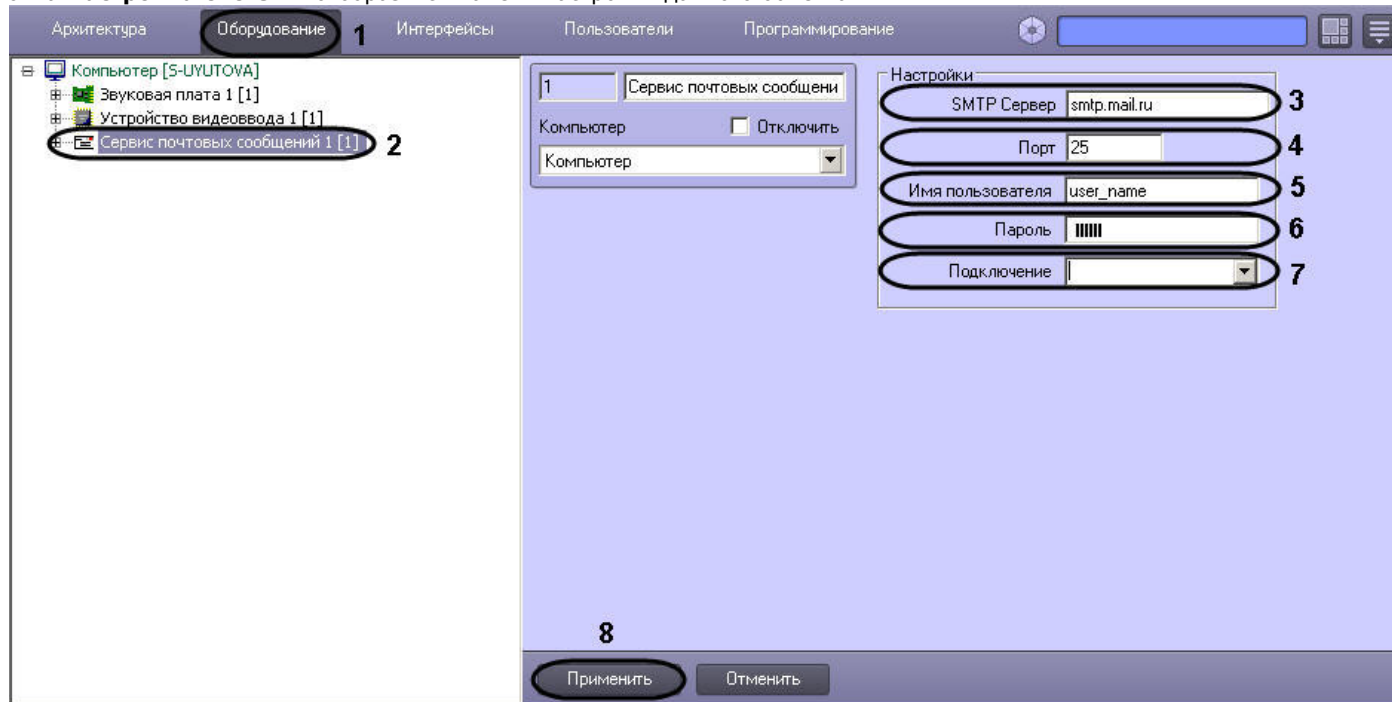 Архитектура Оборудование 1 Интерфейсы Пользователи Программирование
Компьютер [S-UYUTOVA]
Звуковая плата 1 [1]
Устройство видеоввода 1 [1]
Сервис почтовых сообщений 1 [1] 2
1 Сервис почтовых сообщени
Компьютер Отключить
Компьютер
Настройки
SMTP Сервер smtp.mail.ru 3
Порт 25 4
Имя пользователя user_name 5
Пароль 6
Подключение 7
8
Применить Отменить